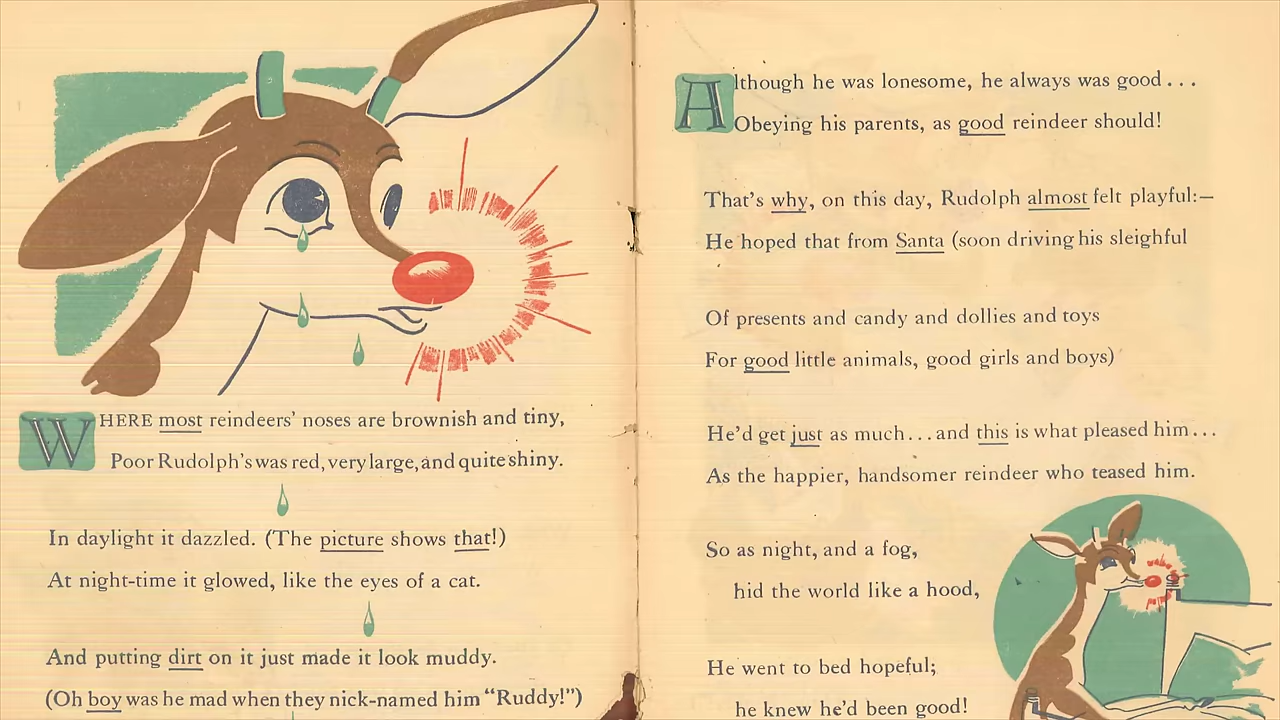 WHERE most reindeers' noses are brownish and tiny,
Poor Rudolph's was red, very large, and quite shiny.
In daylight it dazzled. (The picture shows that!)
At night-time it glowed, like the eyes of a cat.
And putting dirt on it just made it look muddy.
(Oh boy was he mad when they nick-named him “Ruddy!”)
Although he was lonesome, he always was good...
Obeying his parents, as good reindeer should!
That's why, on this day, Rudolph almost felt playful:—
He hoped that from Santa (soon driving his sleighful
Of presents and candy and dollies and toys
For good little animals, good girls and boys)
He'd get just as much...and this is what pleased him...
As the happier, handsomer reindeer who teased him.
So as night, and a fog,
hid the world like a hood,
He went to bed hopeful;
he knew he'd been good!